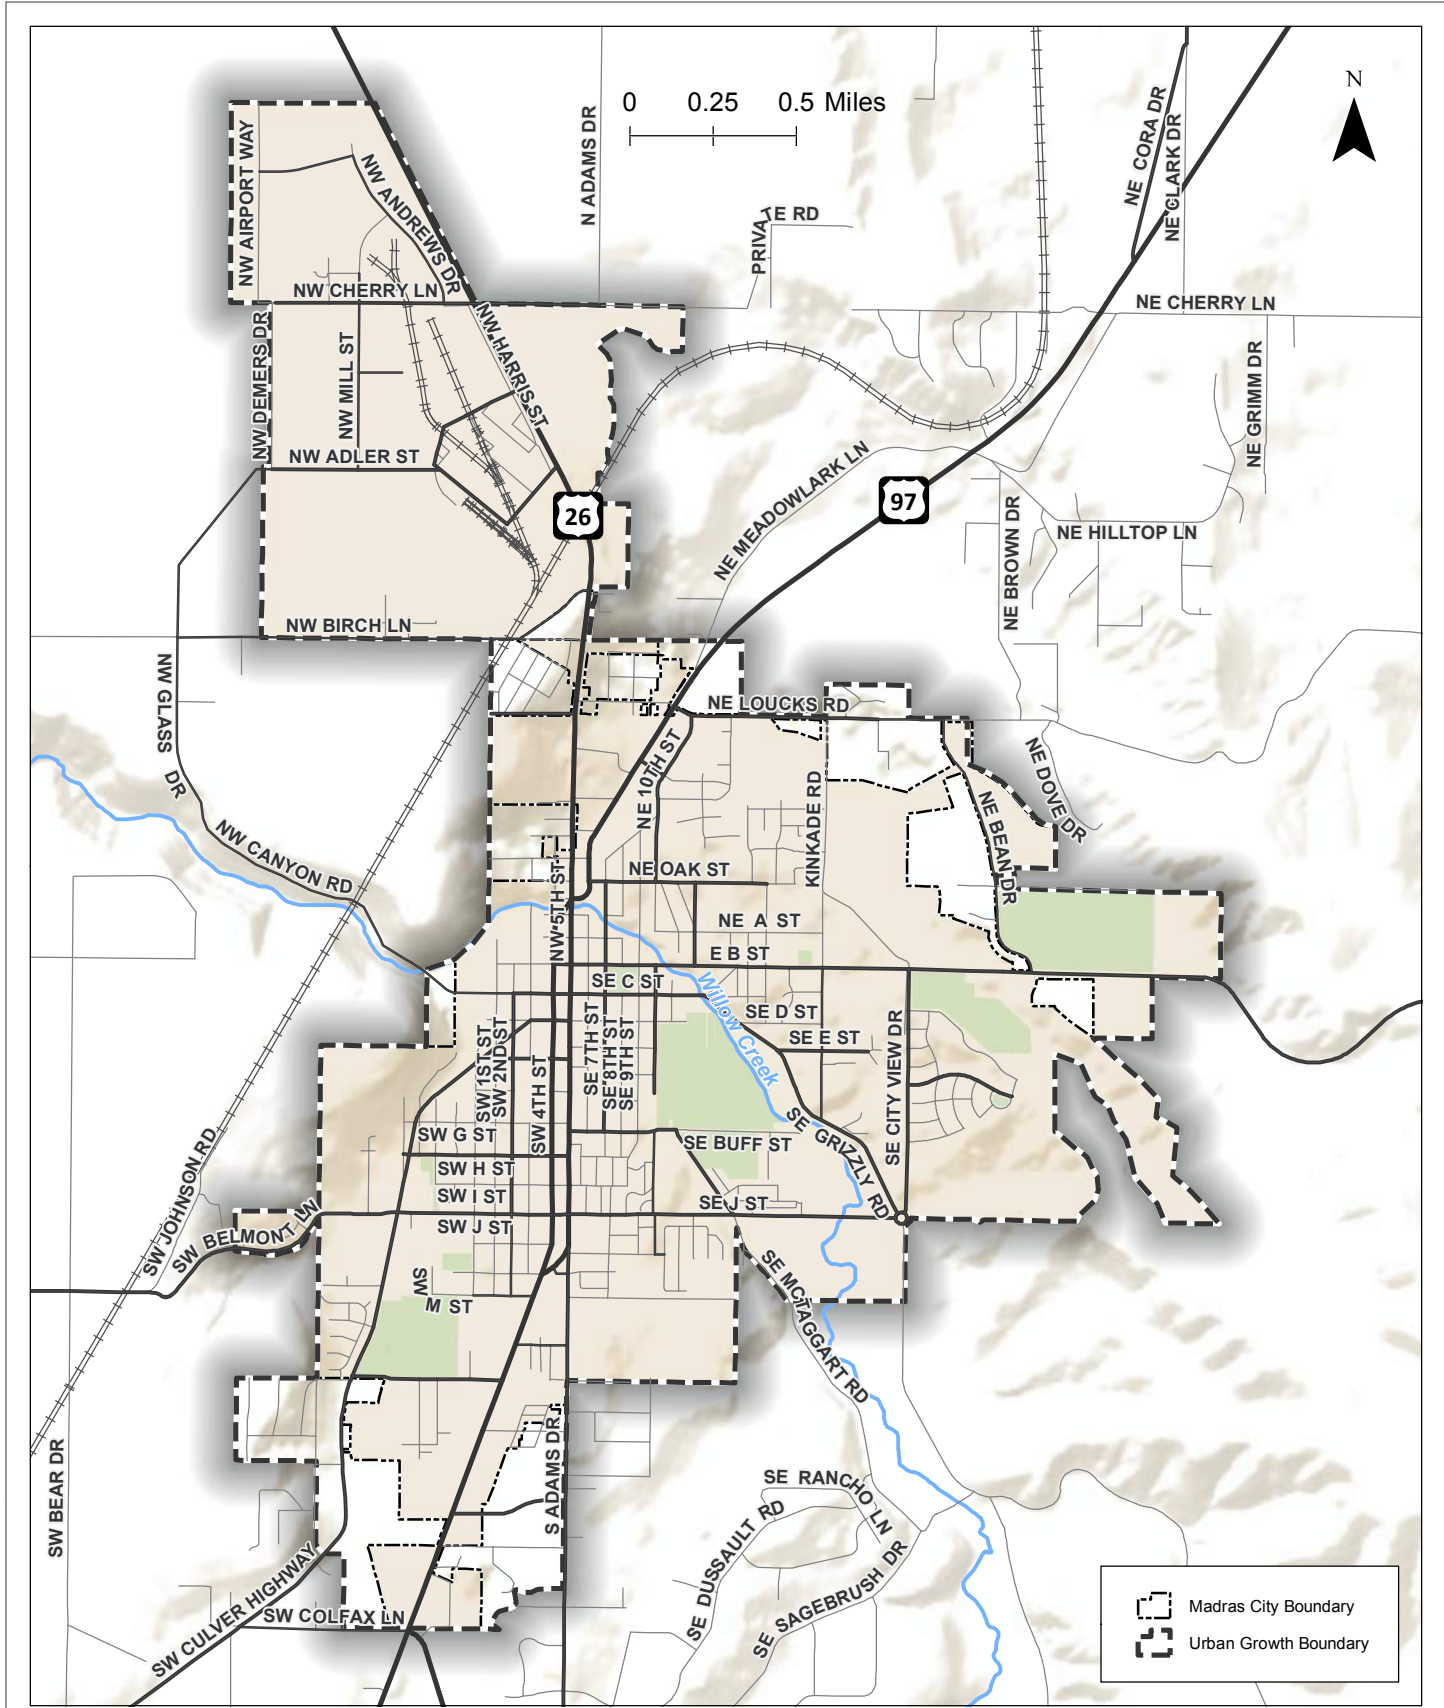 0 0.25 0.5 Miles
N
NW AIRPORT WAY
NW ANDREWS DR
N ADAMS DR
PRIVATE RD
NE CORA DR
NE CLARK DR
NW CHERRY LN
NE CHERRY LN
NW DEMERS DR
NW MILL ST
NW HARRIS ST
NE GRIMM DR
NW ADLER ST
26
97
NE MEADOWLARK LN
NE BROWN DR
NE HILLTOP LN
NW BIRCH LN
NW GLASS DR
NE LOUCKS RD
NE 10TH ST
KINKADE RD
NE DOVE DR
NE BEAN DR
NW CANYON RD
NE OAK ST
NW 5TH ST
NE A ST
E B ST
SE C ST
Willow Creek
SE D ST
SE E ST
SW 1ST ST
SW 2ND ST
SW 4TH ST
SE 7TH ST
SE 8TH ST
SE 9TH ST
SE CITY VIEW DR
SW G ST
SE BUFF ST
SE GRIZZLY RD
SW H ST
SW I ST
SE J ST
SW J ST
SW JOHNSON RD
SW BELMONT LN
SW M ST
SE MCTAGGART RD
SW BEAR DR
S ADAMS DR
SE RANCHO LN
SE DUSSAULT RD
SE SAGEBRUSH DR
SW CULVER HIGHWAY
SW COLFAX LN
Madras City Boundary
Urban Growth Boundary